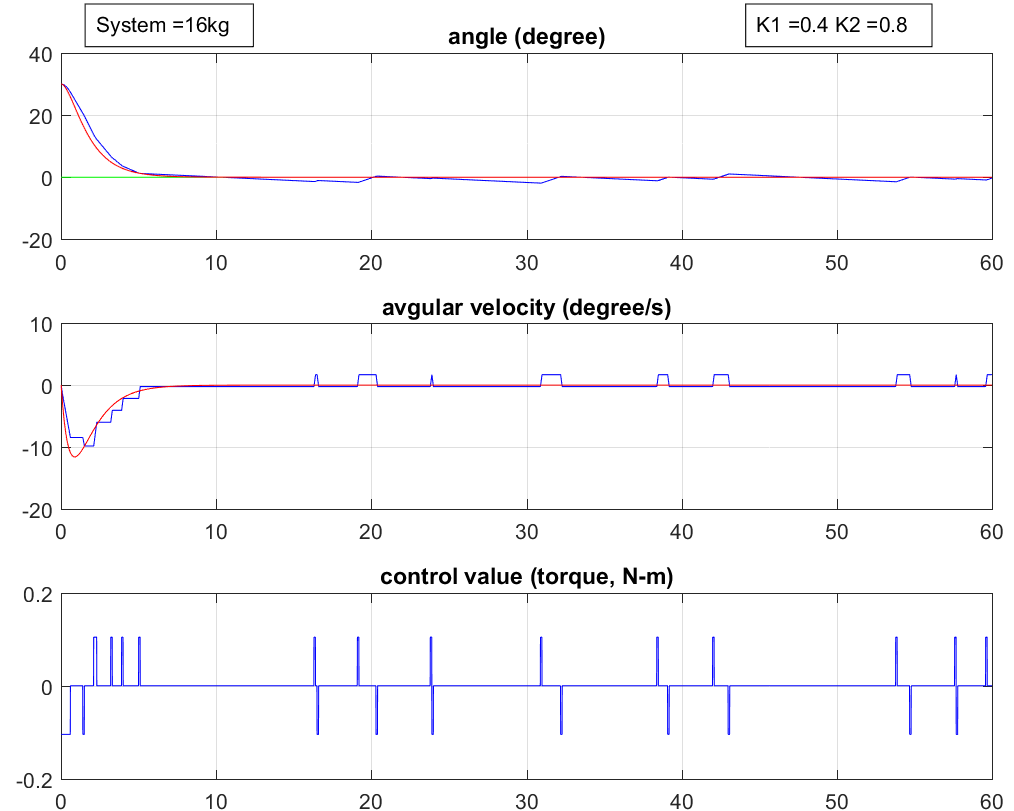 System =16kg
K1 =0.4 K2 =0.8
angle (degree)
40
20
0
-20
0 10 20 30 40 50 60
avgular velocity (degree/s)
10
0
-10
-20
0 10 20 30 40 50 60
control value (torque, N-m)
0.2
0
-0.2
0 10 20 30 40 50 60